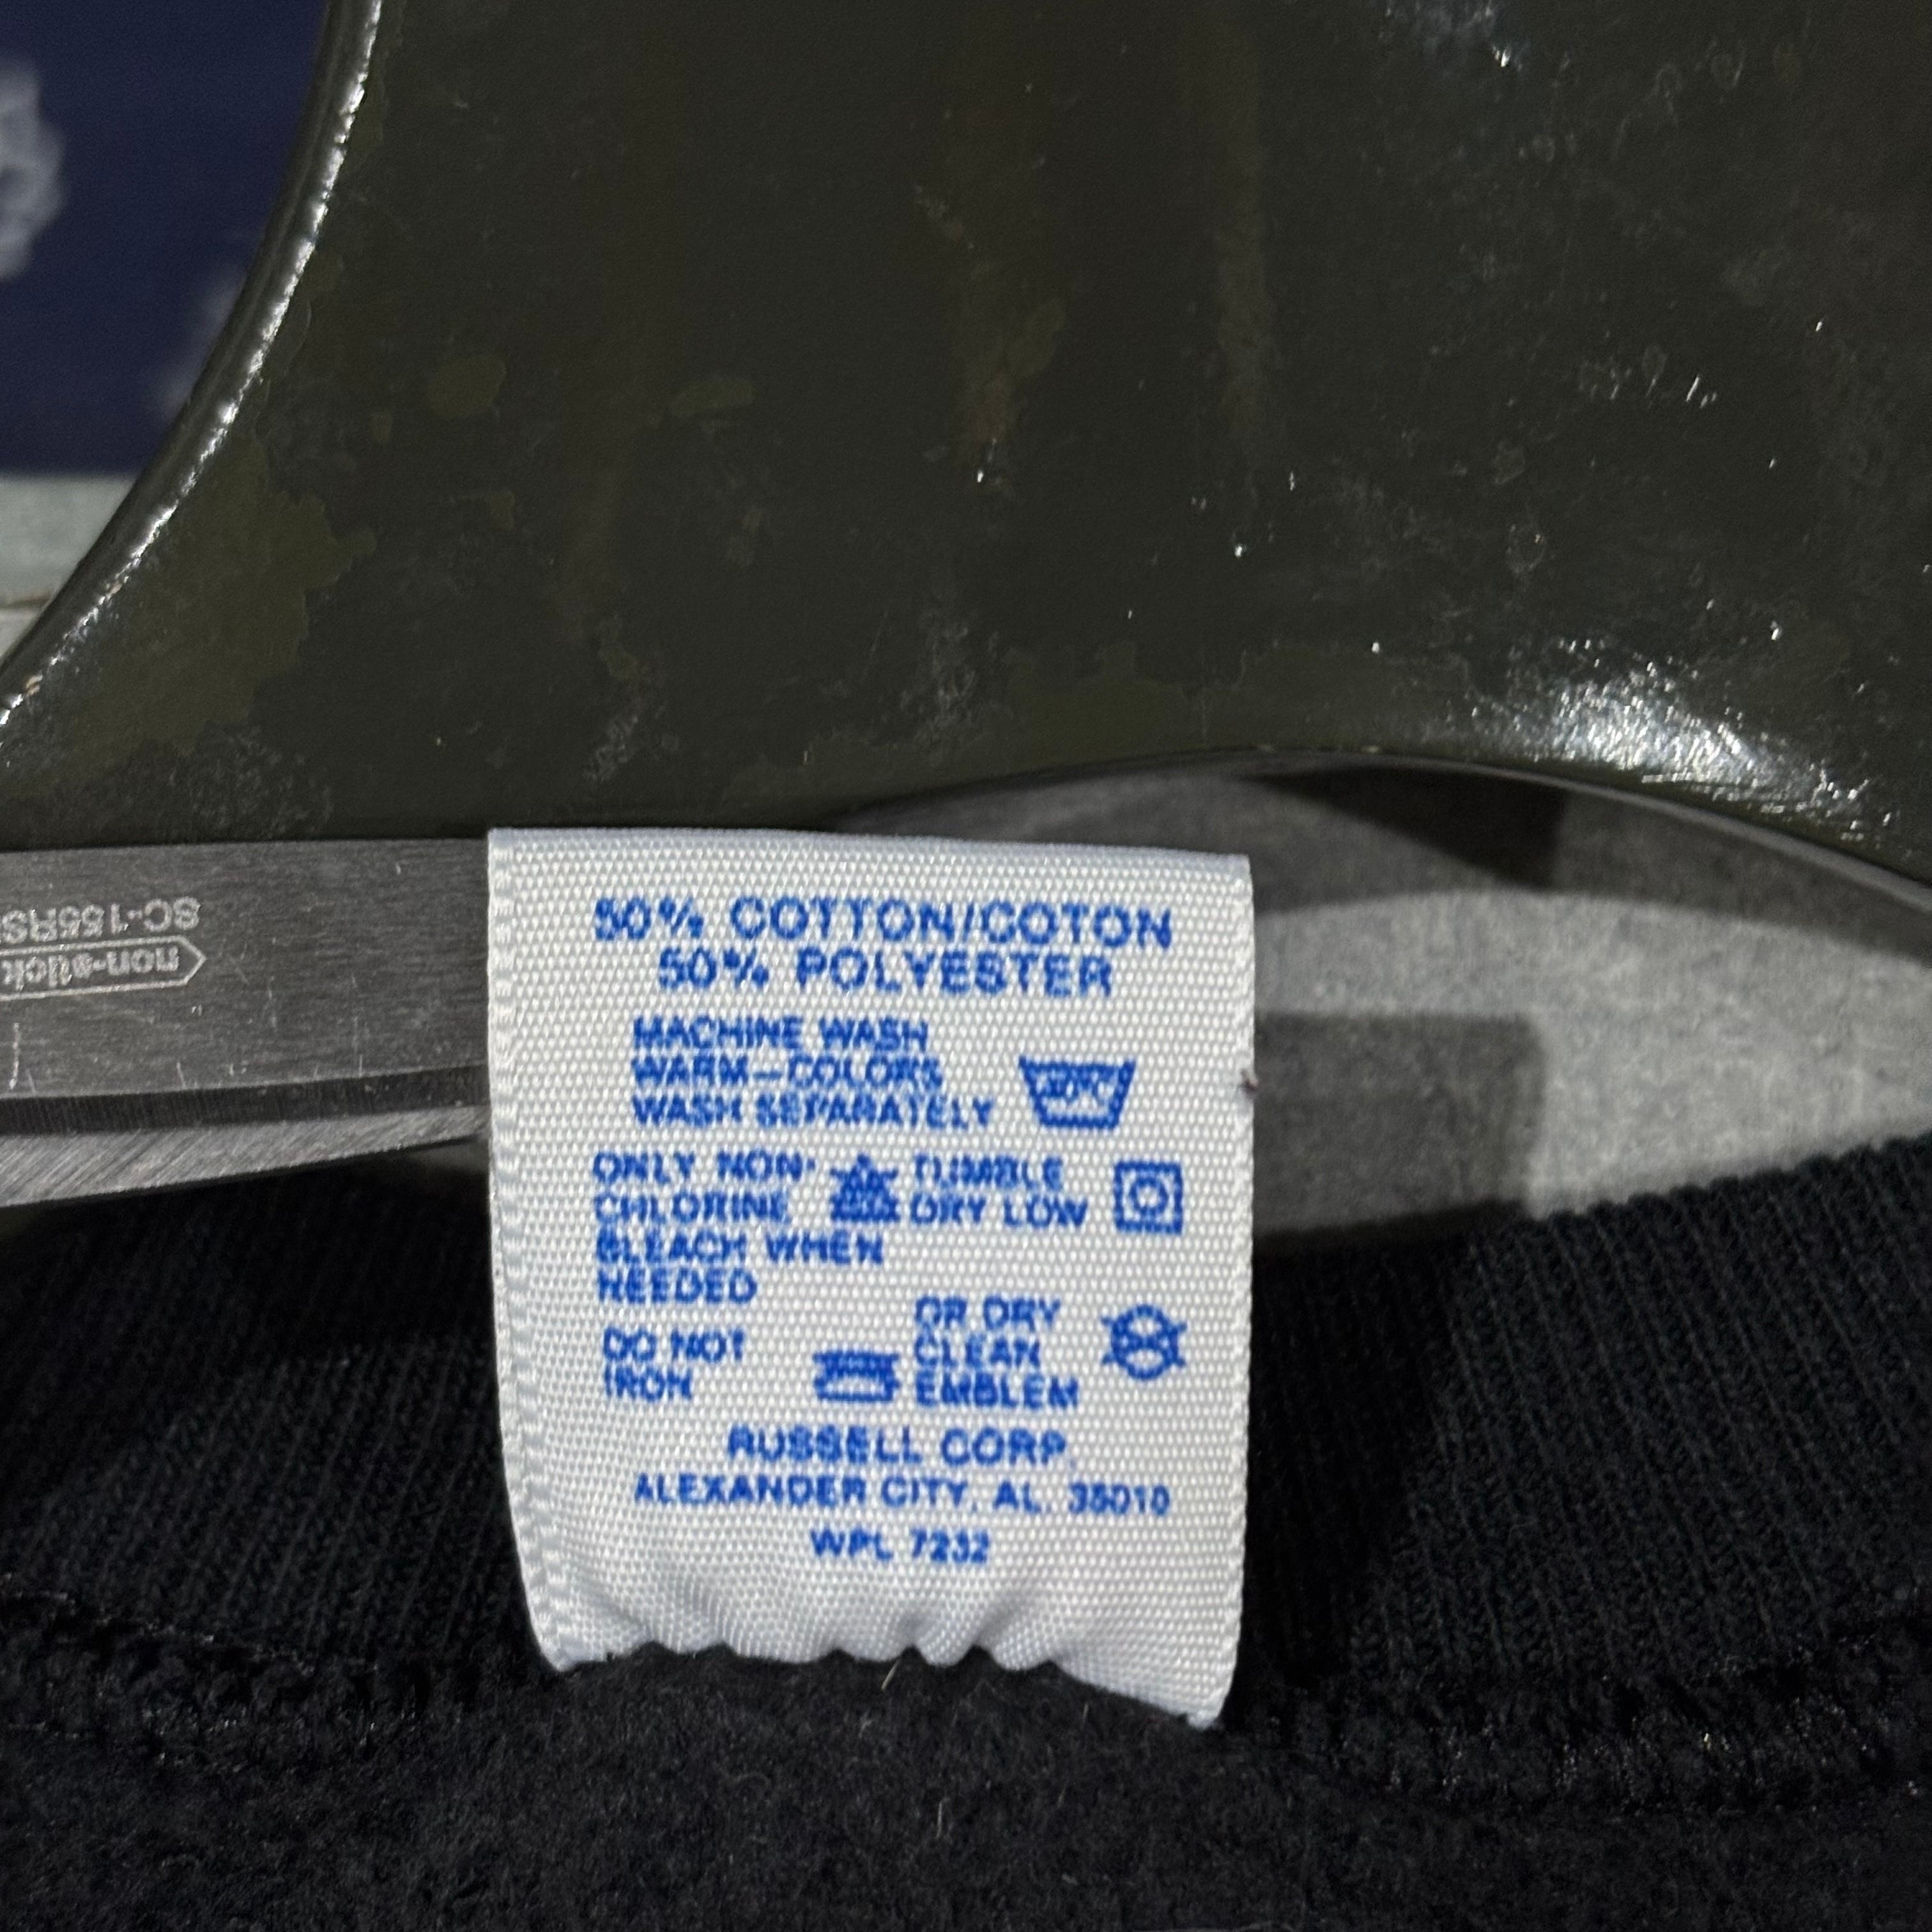 50% COTTON/COTON
50% POLYESTER
MACHINE WASH
WARM—COLORS
WASH SEPARATELY
40°C
ONLY NON-
CHLORINE
BLEACH WHEN
NEEDED
TUMBLE
DRY LOW
DO NOT
IRON
OR DRY
CLEAN
EMBLEM
RUSSELL CORP.
ALEXANDER CITY, AL. 35010
WPL 7232
SC-155RS
non-stick